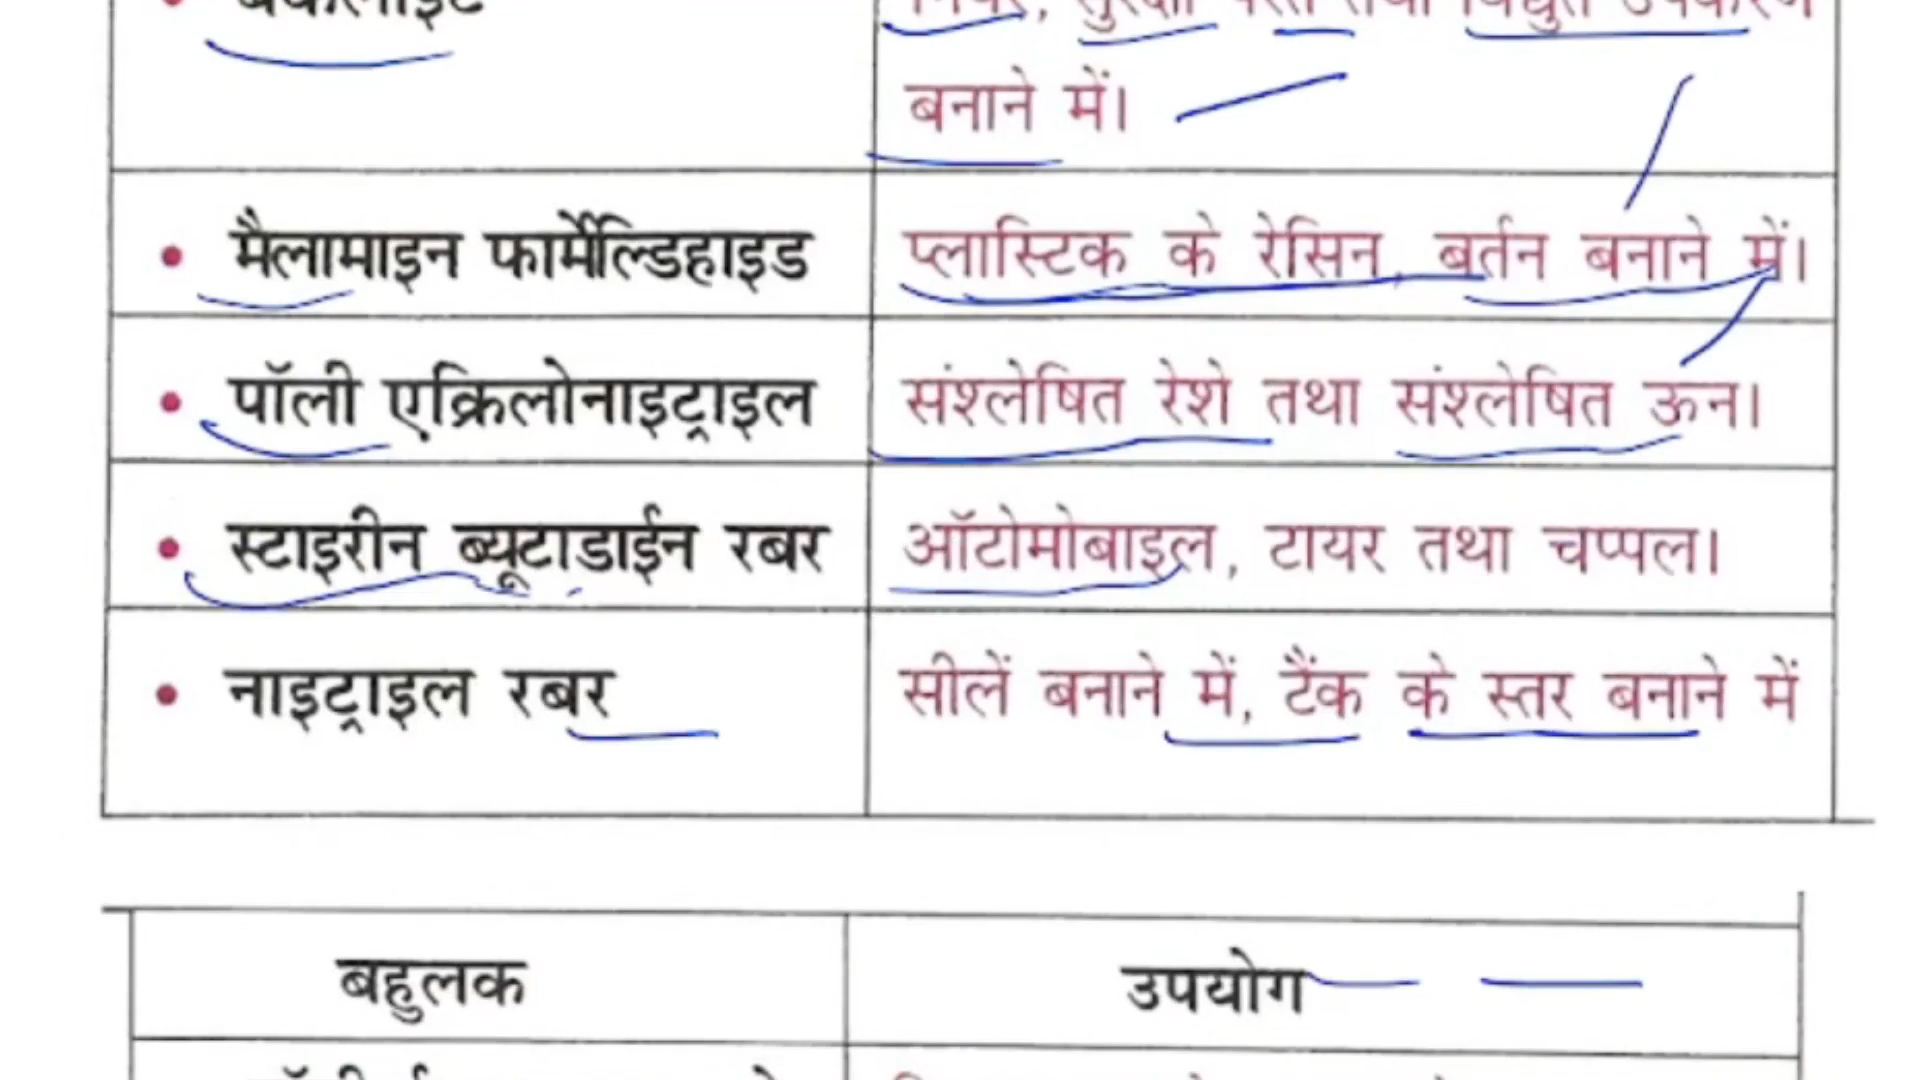 बनाने में।
• मैलामाइन फार्मेल्डिहाइड प्लास्टिक के रेसिन, बर्तन बनाने में।
• पॉली एक्रिलोनाइट्राइल संश्लेषित रेशे तथा संश्लेषित ऊन।
• स्टाइरीन ब्यूटाडाईन रबर ऑटोमोबाइल, टायर तथा चप्पल।
• नाइट्राइल रबर सीलें बनाने में, टैंक के स्तर बनाने में
बहुलक उपयोग